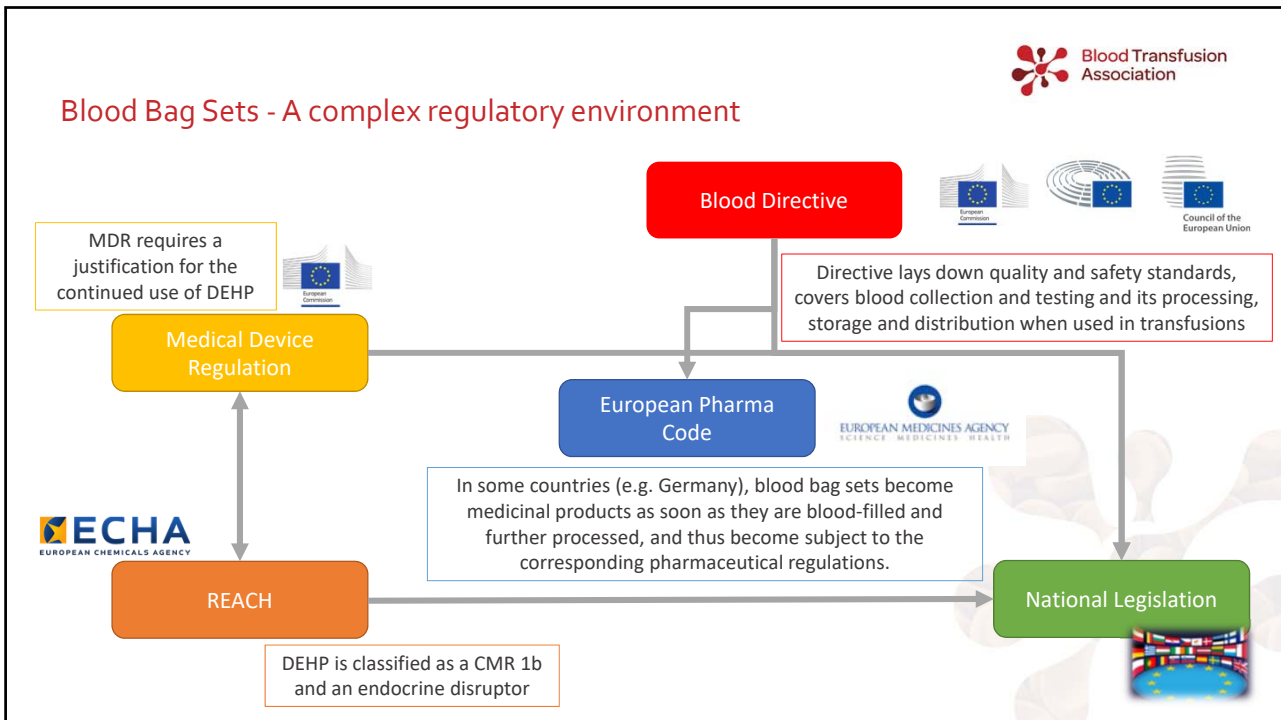 Blood Transfusion
Association
Blood Bag Sets - A complex regulatory environment
Blood Directive
European
Commission
Council of the
European Union
MDR requires a
justification for the
continued use of DEHP
European
Commission
Directive lays down quality and safety standards,
covers blood collection and testing and its processing,
storage and distribution when used in transfusions
Medical Device
Regulation
European Pharma
Code
EUROPEAN MEDICINES AGENCY
SCIENCE MEDICINES HEALTH
In some countries (e.g. Germany), blood bag sets become
medicinal products as soon as they are blood-filled and
further processed, and thus become subject to the
corresponding pharmaceutical regulations.
ECHA
EUROPEAN CHEMICALS AGENCY
REACH
National Legislation
DEHP is classified as a CMR 1b
and an endocrine disruptor